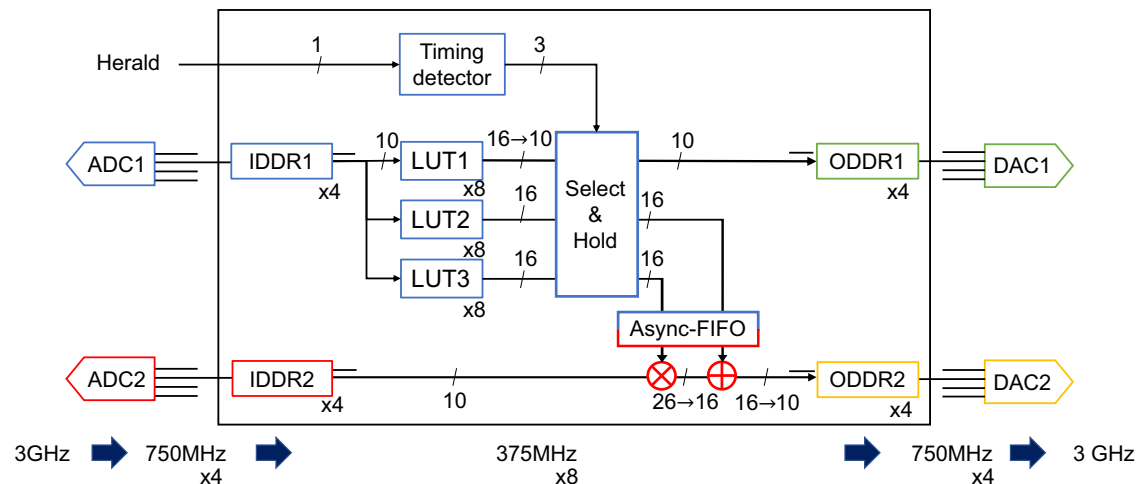 Herald
1
Timing
detector
3
ADC1
IDDR1
x4
10
LUT1
x8
16→10
Select
&
Hold
10
ODDR1
x4
DAC1
LUT2
x8
16
16
LUT3
x8
16
16
Async-FIFO
ADC2
IDDR2
x4
10
26→16
16→10
ODDR2
x4
DAC2
3GHz
750MHz
x4
375MHz
x8
750MHz
x4
3 GHz